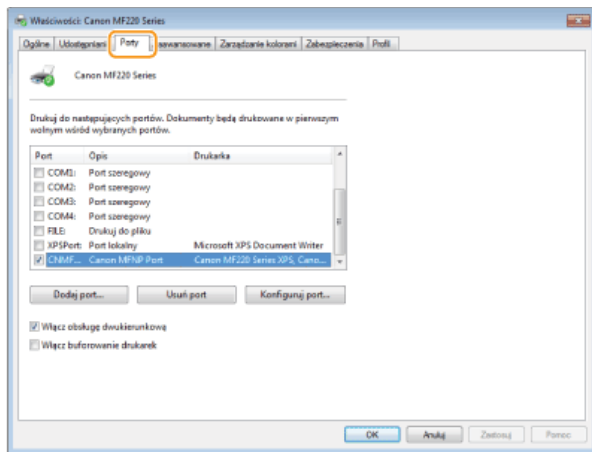 Właściwości: Canon MF220 Series
Ogólne Udostępniani Porty aawansowane Zarządzanie kolorami Zabezpieczenia Profil
Canon MF220 Series
Drukuj do następujących portów. Dokumenty będą drukowane w pierwszym
wolnym wśród wybranych portów.
Port Opis Drukarka
COM1: Port szeregowy
COM2: Port szeregowy
COM3: Port szeregowy
COM4: Port szeregowy
FILE: Drukuj do pliku
XPSPort: Port lokalny Microsoft XPS Document Writer
CNMF... Canon MFNP Port Canon MF220 Series XPS, Cano...
Dodaj port... Usuń port Konfiguruj port...
Włącz obsługę dwukierunkową
Włącz buforowanie drukarek
OK Anuluj Zastosuj Pomoc